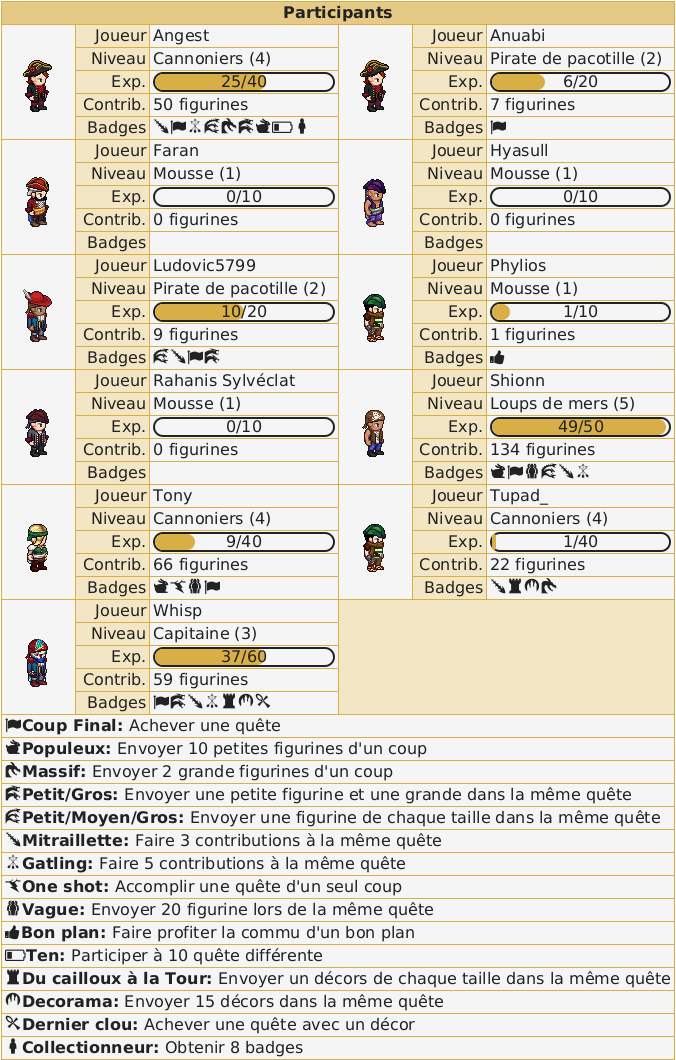 Participants
Joueur Angest
Niveau Cannoniers (4)
Exp. 25/40
Contrib. 50 figurines
Badges
Joueur Anuabi
Niveau Pirate de pacotille (2)
Exp. 6/20
Contrib. 7 figurines
Badges
Joueur Faran
Niveau Mousse (1)
Exp. 0/10
Contrib. 0 figurines
Badges
Joueur Hyasull
Niveau Mousse (1)
Exp. 0/10
Contrib. 0 figurines
Badges
Joueur Ludovic5799
Niveau Pirate de pacotille (2)
Exp. 10/20
Contrib. 9 figurines
Badges
Joueur Phylios
Niveau Mousse (1)
Exp. 1/10
Contrib. 1 figurines
Badges
Joueur Rahanis Sylvéclat
Niveau Mousse (1)
Exp. 0/10
Contrib. 0 figurines
Badges
Joueur Shionn
Niveau Loups de mers (5)
Exp. 49/50
Contrib. 134 figurines
Badges
Joueur Tony
Niveau Cannoniers (4)
Exp. 9/40
Contrib. 66 figurines
Badges
Joueur Tupad_
Niveau Cannoniers (4)
Exp. 1/40
Contrib. 22 figurines
Badges
Joueur Whisp
Niveau Capitaine (3)
Exp. 37/60
Contrib. 59 figurines
Badges
Coup Final: Achever une quête
Populeux: Envoyer 10 petites figurines d'un coup
Massif: Envoyer 2 grande figurines d'un coup
Petit/Gros: Envoyer une petite figurine et une grande dans la même quête
Petit/Moyen/Gros: Envoyer une figurine de chaque taille dans la même quête
Mitraillette: Faire 3 contributions à la même quête
Gatling: Faire 5 contributions à la même quête
One shot: Accomplir une quête d'un seul coup
Vague: Envoyer 20 figurine lors de la même quête
Bon plan: Faire profiter la commu d'un bon plan
Ten: Participer à 10 quête différente
Du cailloux à la Tour: Envoyer un décors de chaque taille dans la même quête
Decorama: Envoyer 15 décors dans la même quête
Dernier clou: Achever une quête avec un décor
Collectionneur: Obtenir 8 badges